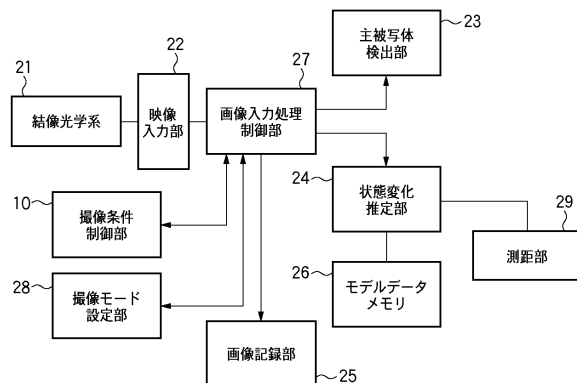 23
主被写体
検出部
22
27
21
結像光学系
映像
入力部
画像入力処理
制御部
24
状態変化
推定部
29
10
撮像条件
制御部
測距部
28
撮像モード
設定部
26
モデルデータ
メモリ
画像記録部
25